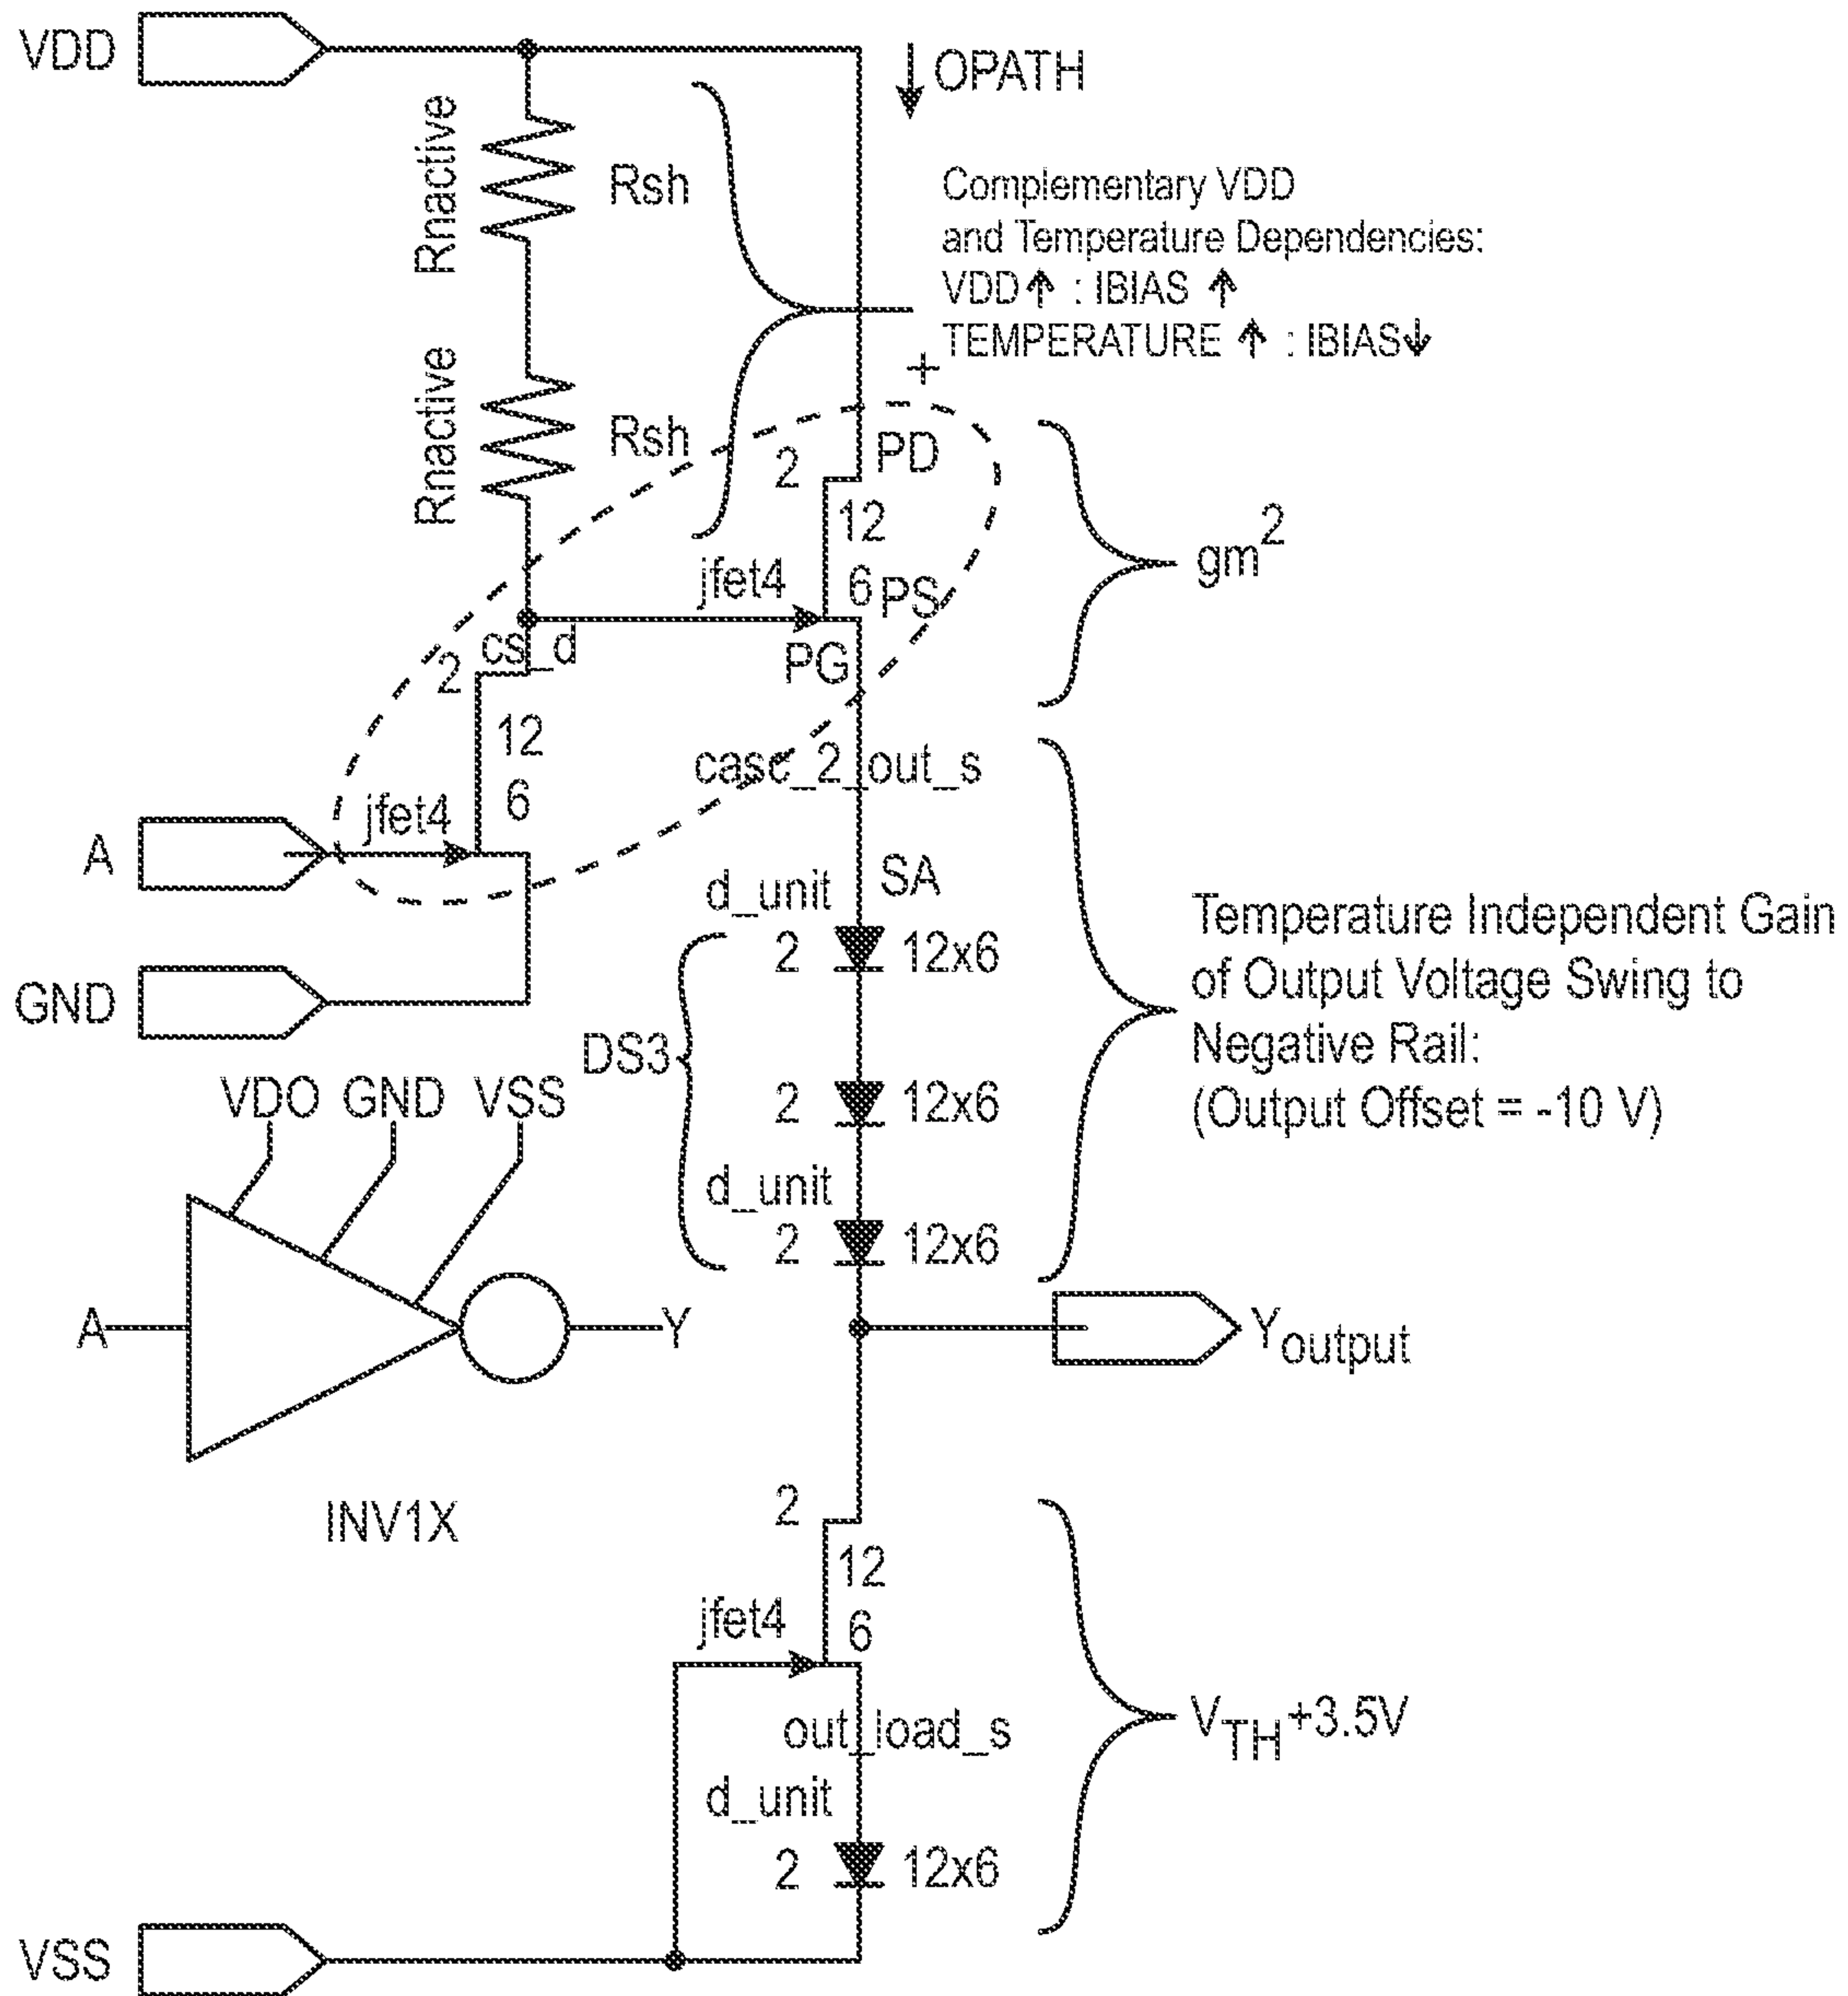 VDD
OPATH
Rnactive
Rsh
Complementary VDD
and Temperature Dependencies:
VDD↑ : IBIAS ↑
TEMPERATURE ↑ : IBIAS↓
+
-
Rnactive
Rsh
2
PD
12
6
PS
jfet4
PG
gm²
cs_d
2
12
6
jfet4
A
GND
casc_2_out_s
SA
d_unit
2
12x6
DS3
2
12x6
d_unit
2
12x6
Temperature Independent Gain
of Output Voltage Swing to
Negative Rail:
(Output Offset = -10 V)
VDO GND VSS
A
Y
INV1X
Youtput
2
12
6
jfet4
out_load_s
d_unit
2
12x6
VTH+3.5V
VSS